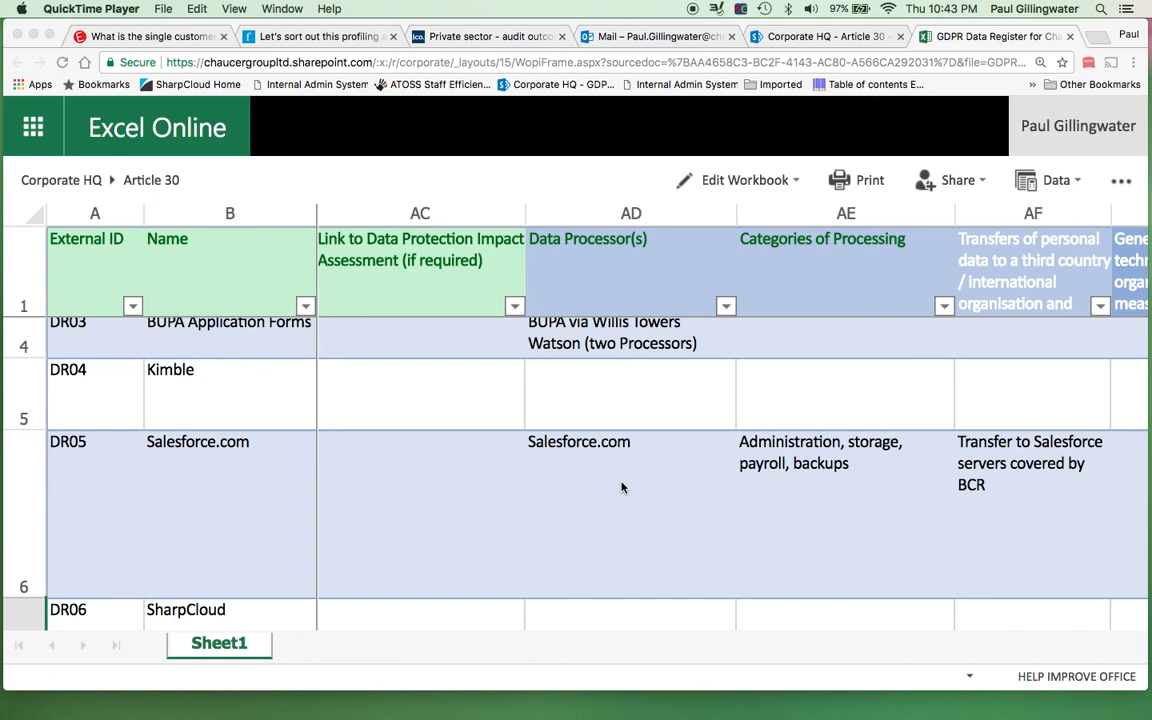 QuickTime Player File Edit View Window Help 97% Thu 10:43 PM Paul Gillingwater
What is the single custome Let's sort out this profiling Private sector - audit outco Mail – Paul.Gillingwater@ch Corporate HQ - Article 30 - GDPR Data Register for Cha Paul
Secure https://chaucergroupltd.sharepoint.com/:x:/r/corporate/_layouts/15/WopiFrame.aspx?sourcedoc=%7BAA4658C3-BC2F-4143-AC80-A566CA292031%7D&file=GDPR...
Apps Bookmarks SharpCloud Home Internal Admin System ATOSS Staff Efficien... Corporate HQ - GDP... Internal Admin System Imported Table of contents E... » Other Bookmarks
Excel Online Paul Gillingwater
Corporate HQ Article 30 Edit Workbook Print Share Data
A B AC AD AE AF
External ID Name Link to Data Protection Impact Data Processor(s) Categories of Processing Transfers of personal Gene
Assessment (if required) data to a third country techn
/ international organ
1 organisation and meas
DR03 BUPA Application Forms BUPA via Willis Towers
4 Watson (two Processors)
DR04 Kimble
5
DR05 Salesforce.com Salesforce.com Administration, storage, Transfer to Salesforce
payroll, backups servers covered by
BCR
6
DR06 SharpCloud
Sheet1
HELP IMPROVE OFFICE